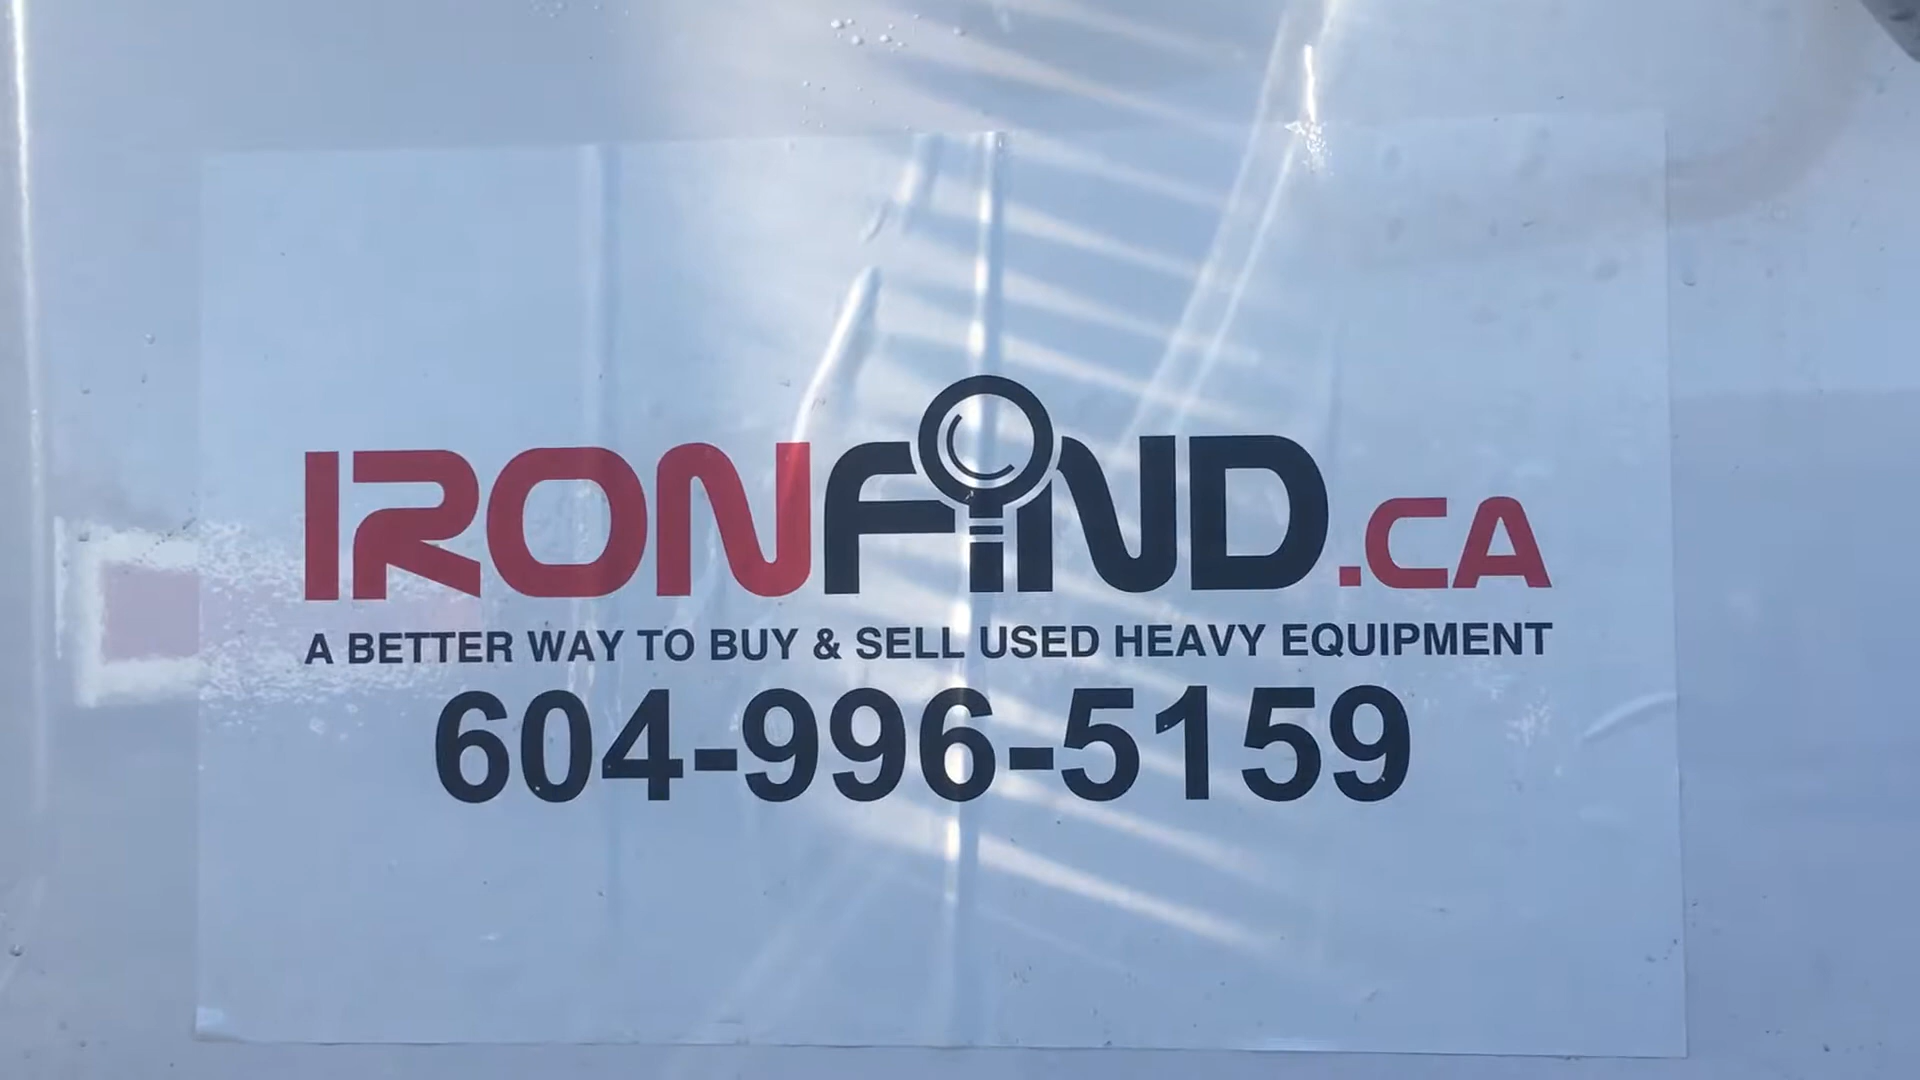 IRONFIND.CA
A BETTER WAY TO BUY & SELL USED HEAVY EQUIPMENT
604-996-5159